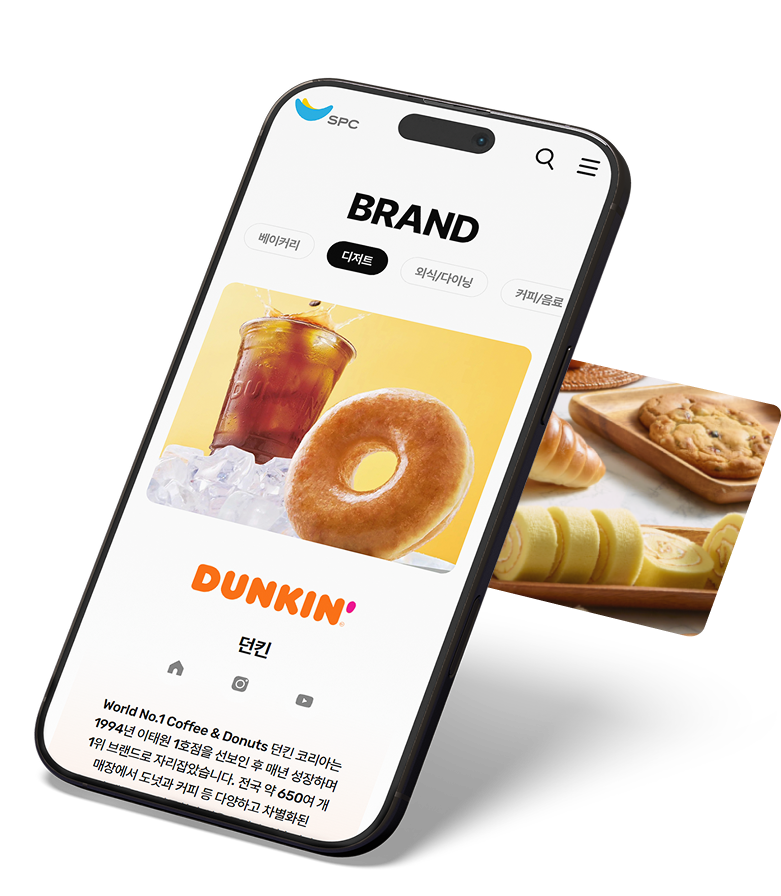 SPC
BRAND
베이커리
디저트
외식/다이닝
커피/음료
DUNKIN
DUNKIN'
던킨
World No.1 Coffee & Donuts 던킨 코리아는
1994년 이태원 1호점을 선보인 후 매년 성장하며
1위 브랜드로 자리잡았습니다. 전국 약 650여 개
매장에서 도넛과 커피 등 다양하고 차별화된